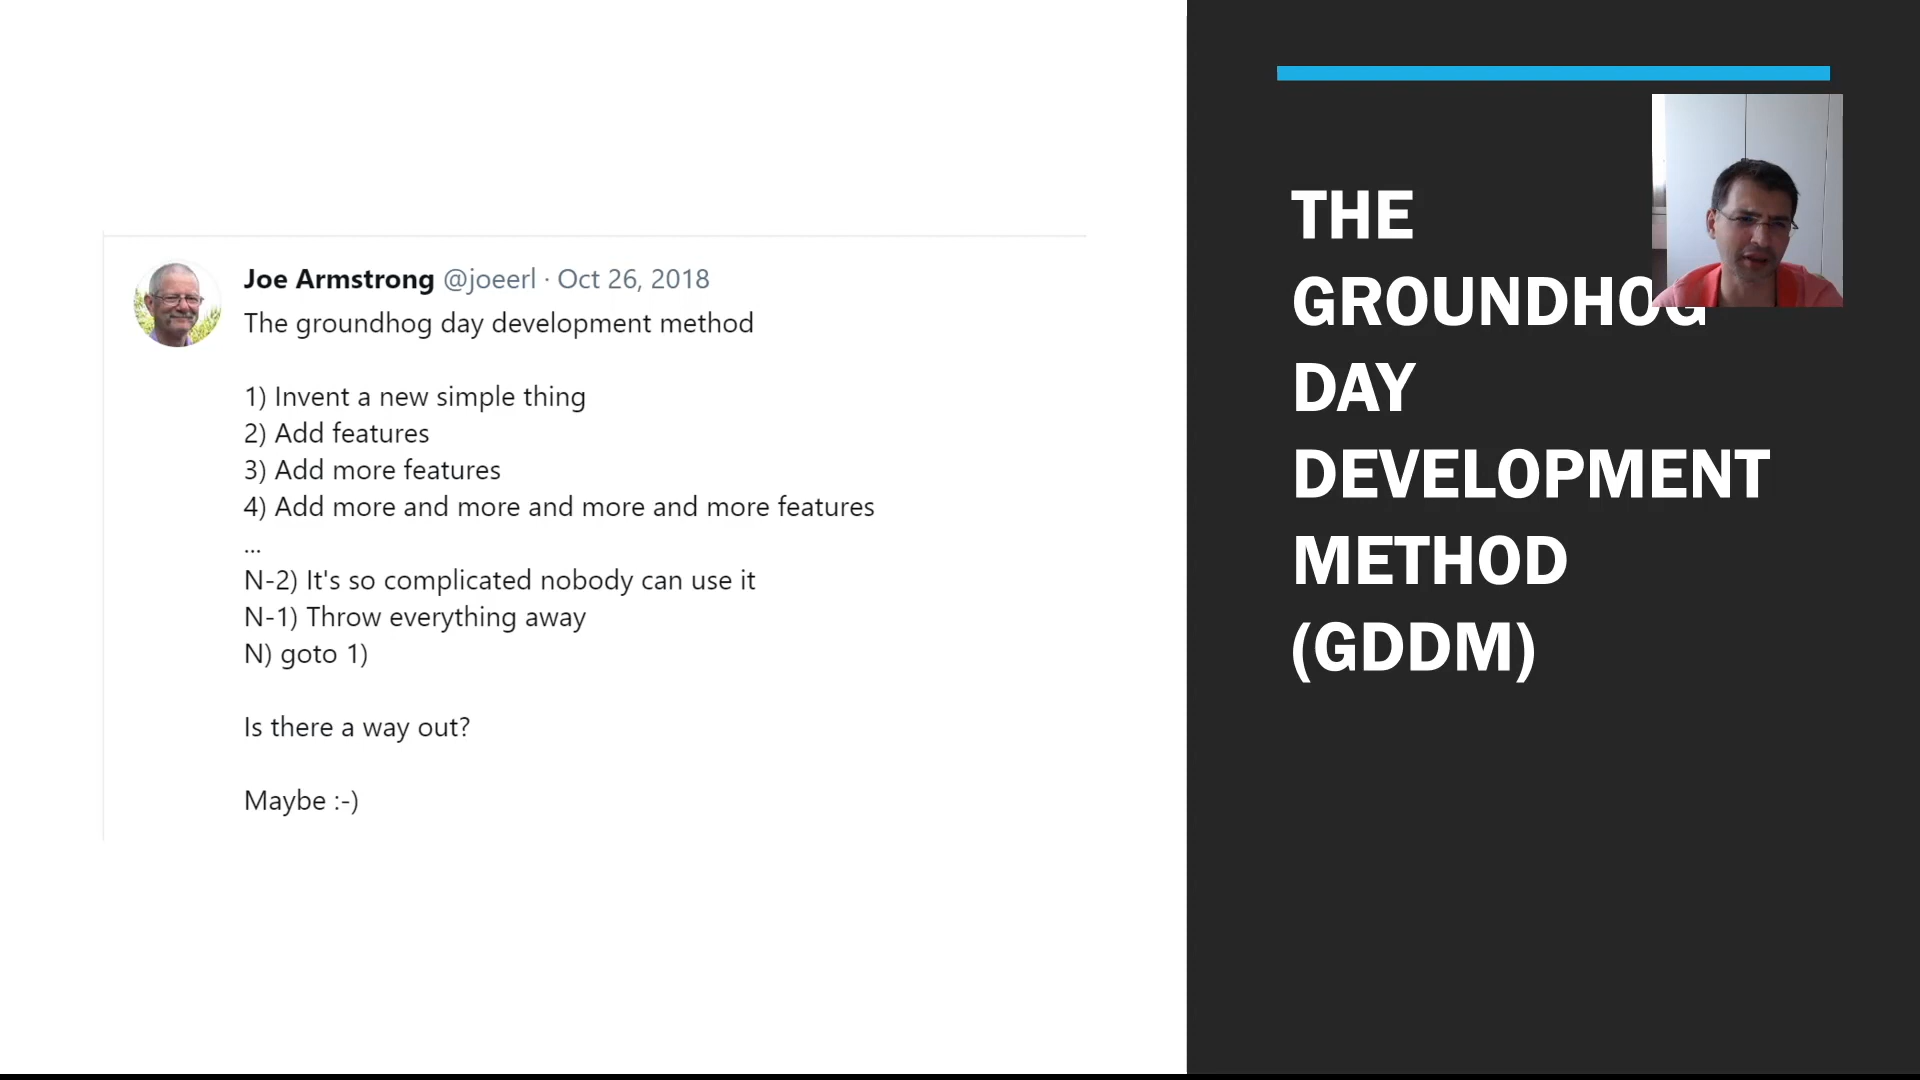 Joe Armstrong @joeerl · Oct 26, 2018
The groundhog day development method
1) Invent a new simple thing
2) Add features
3) Add more features
4) Add more and more and more and more features
...
N-2) It's so complicated nobody can use it
N-1) Throw everything away
N) goto 1)
Is there a way out?
Maybe :-)
THE
GROUNDHOG
DAY
DEVELOPMENT
METHOD
(GDDM)